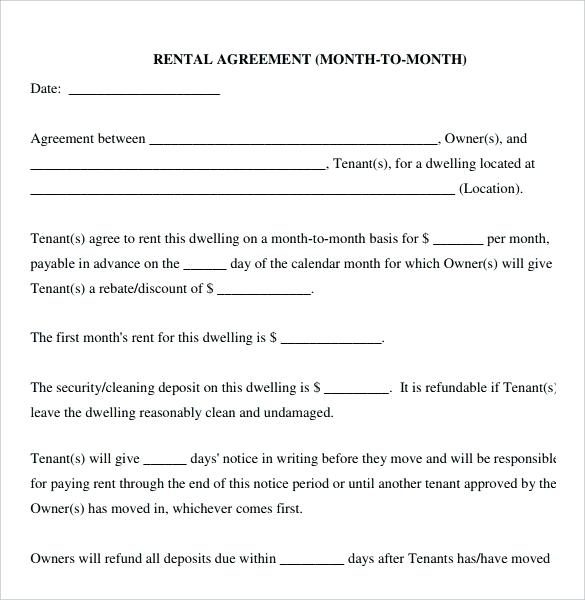 RENTAL AGREEMENT (MONTH-TO-MONTH)
Date: _____________________
Agreement between ________________________________________, Owner(s), and
_________________________________________, Tenant(s), for a dwelling located at
___________________________________________________________ (Location).
Tenant(s) agree to rent this dwelling on a month-to-month basis for $ _______ per month,
payable in advance on the ______ day of the calendar month for which Owner(s) will give
Tenant(s) a rebate/discount of $ _____________.
The first month's rent for this dwelling is $ ______________.
The security/cleaning deposit on this dwelling is $ _________. It is refundable if Tenant(s)
leave the dwelling reasonably clean and undamaged.
Tenant(s) will give ______ days' notice in writing before they move and will be responsible
for paying rent through the end of this notice period or until another tenant approved by the
Owner(s) has moved in, whichever comes first.
Owners will refund all deposits due within _________ days after Tenants has/have moved